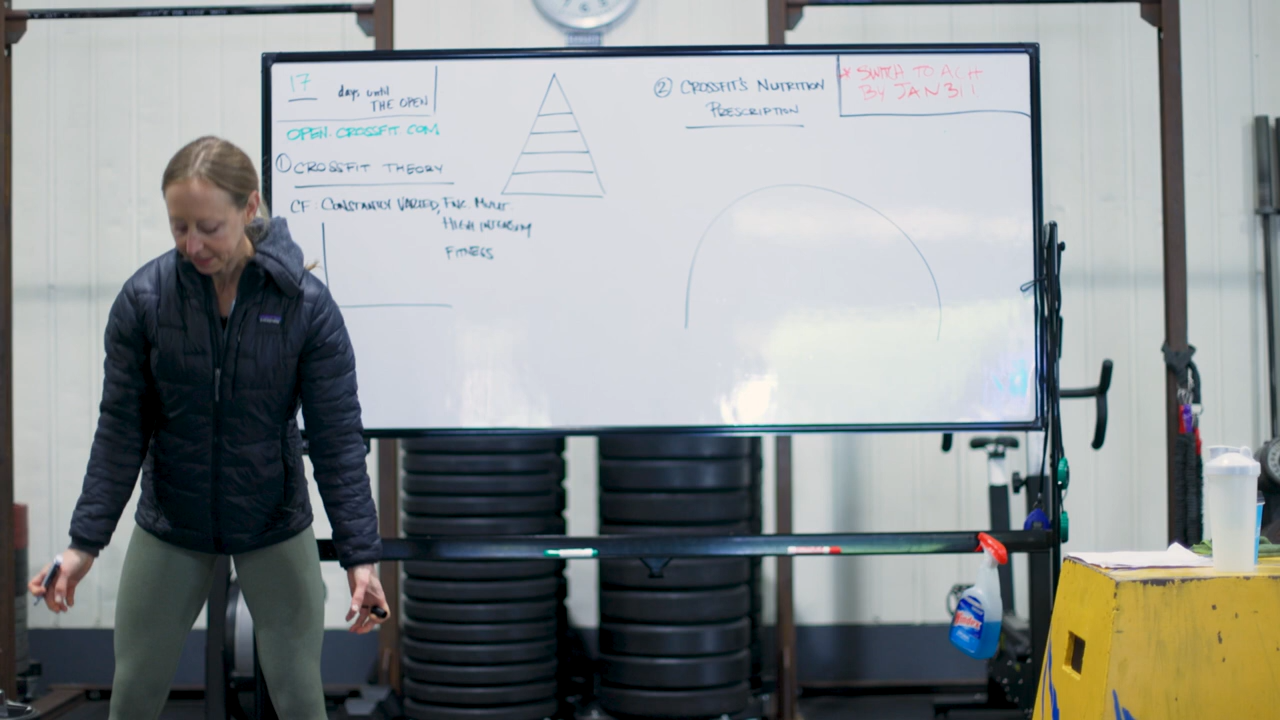 17 days until
THE OPEN
OPEN.CROSSFIT.COM
① CROSSFIT THEORY
CF: CONSTANTLY VARIED, FNC. MVMT.
HIGH INTENSITY
FITNESS
② CROSSFIT'S NUTRITION
PRESCRIPTION
* SWITCH TO ACH
BY JAN 31!
Windex